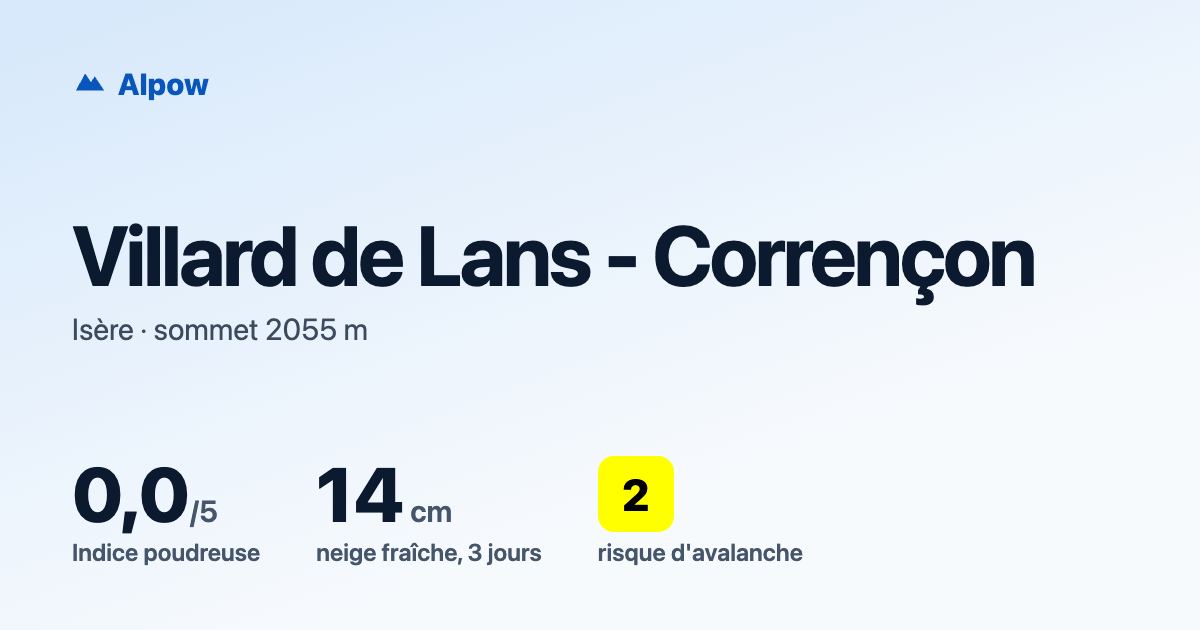 Alpow
Villard de Lans - Corrençon
Isère · sommet 2055 m
0,0/5
Indice poudreuse
14 cm
neige fraîche, 3 jours
2
risque d'avalanche